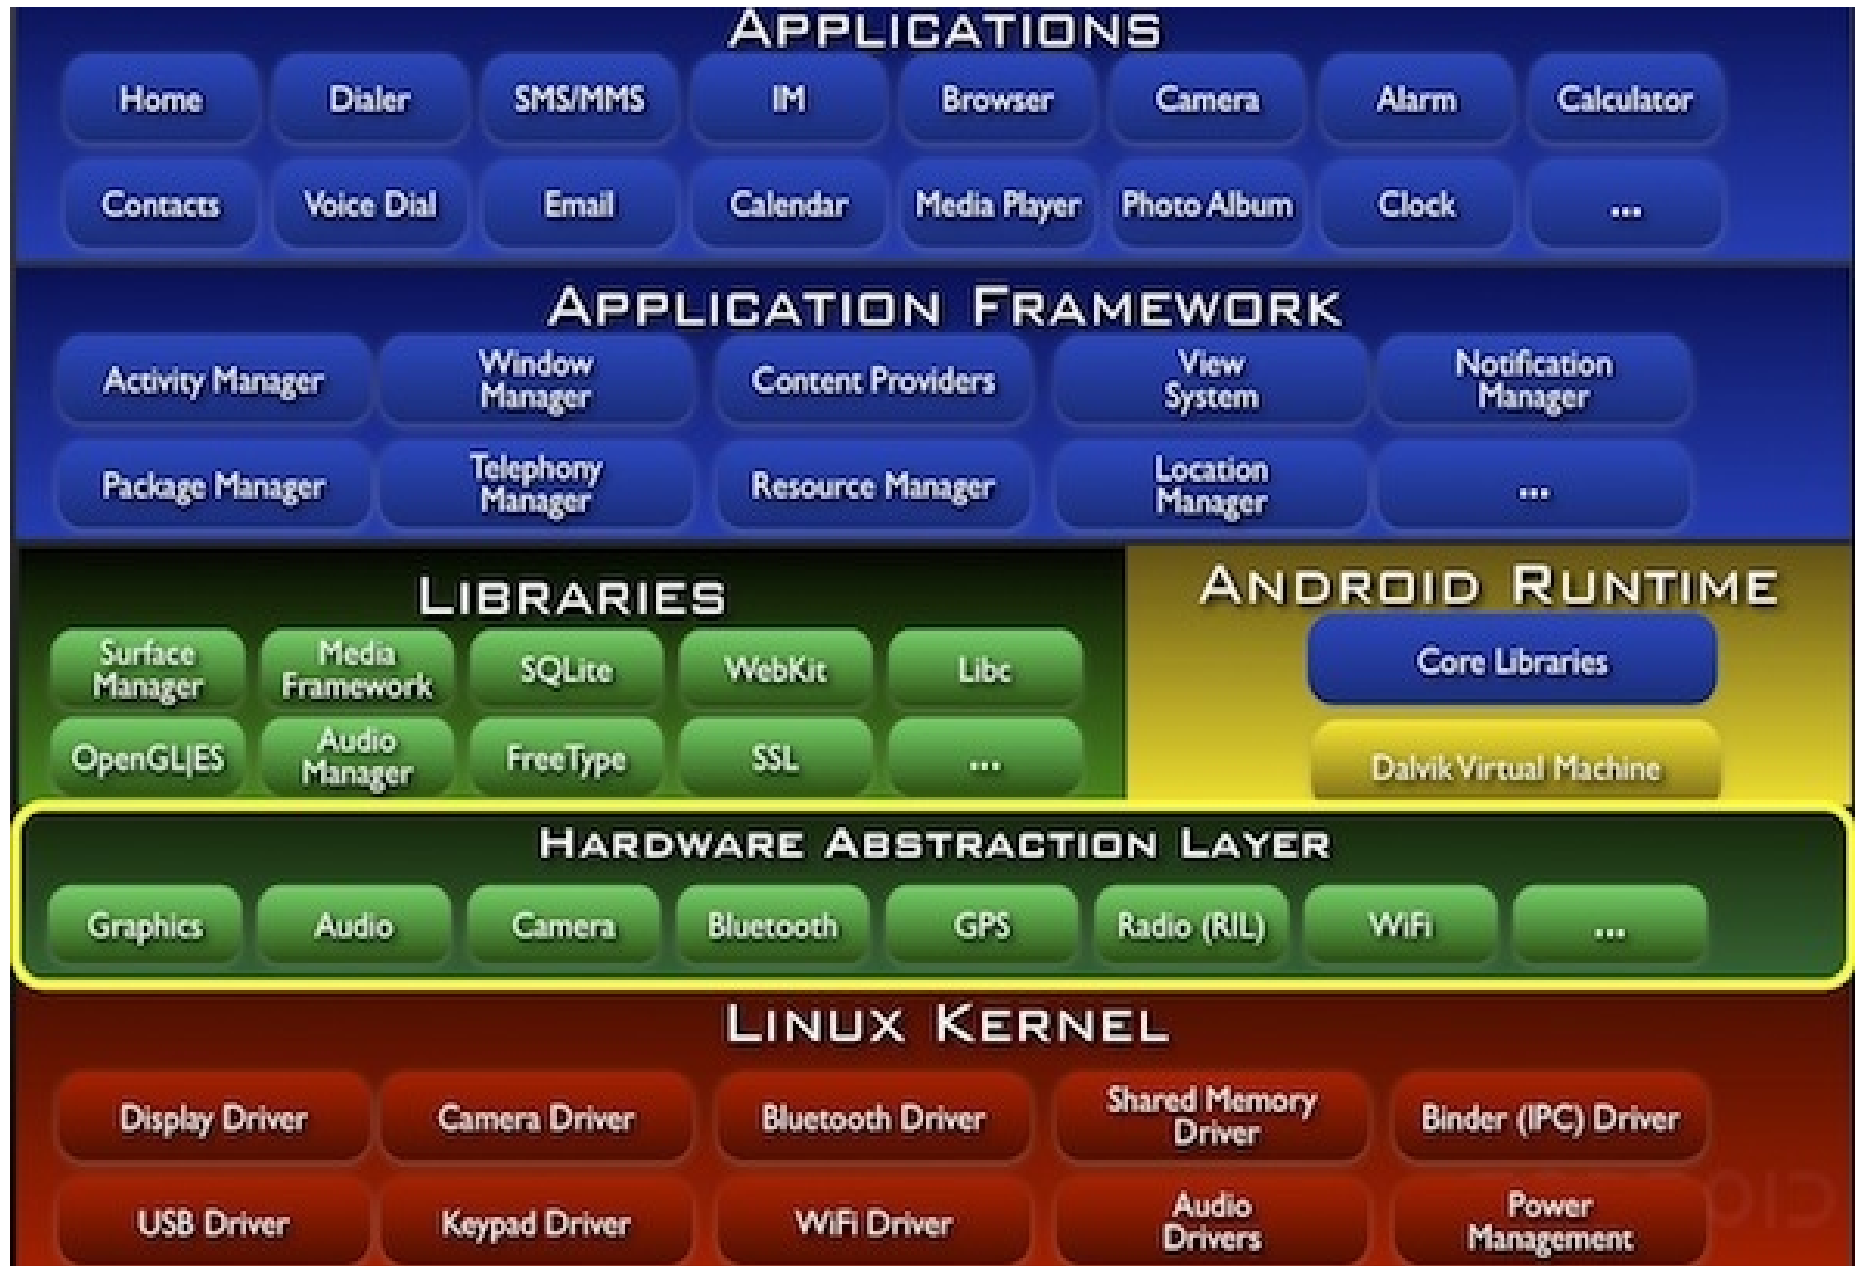 APPLICATIONS
Home Dialer SMS/MMS IM Browser Camera Alarm Calculator
Contacts Voice Dial Email Calendar Media Player Photo Album Clock ...
APPLICATION FRAMEWORK
Activity Manager Window Manager Content Providers View System Notification Manager
Package Manager Telephony Manager Resource Manager Location Manager ...
LIBRARIES
Surface Manager Media Framework SQLite WebKit Libc
OpenGL|ES Audio Manager FreeType SSL ...
ANDROID RUNTIME
Core Libraries
Dalvik Virtual Machine
HARDWARE ABSTRACTION LAYER
Graphics Audio Camera Bluetooth GPS Radio (RIL) WiFi ...
LINUX KERNEL
Display Driver Camera Driver Bluetooth Driver Shared Memory Driver Binder (IPC) Driver
USB Driver Keypad Driver WiFi Driver Audio Drivers Power Management